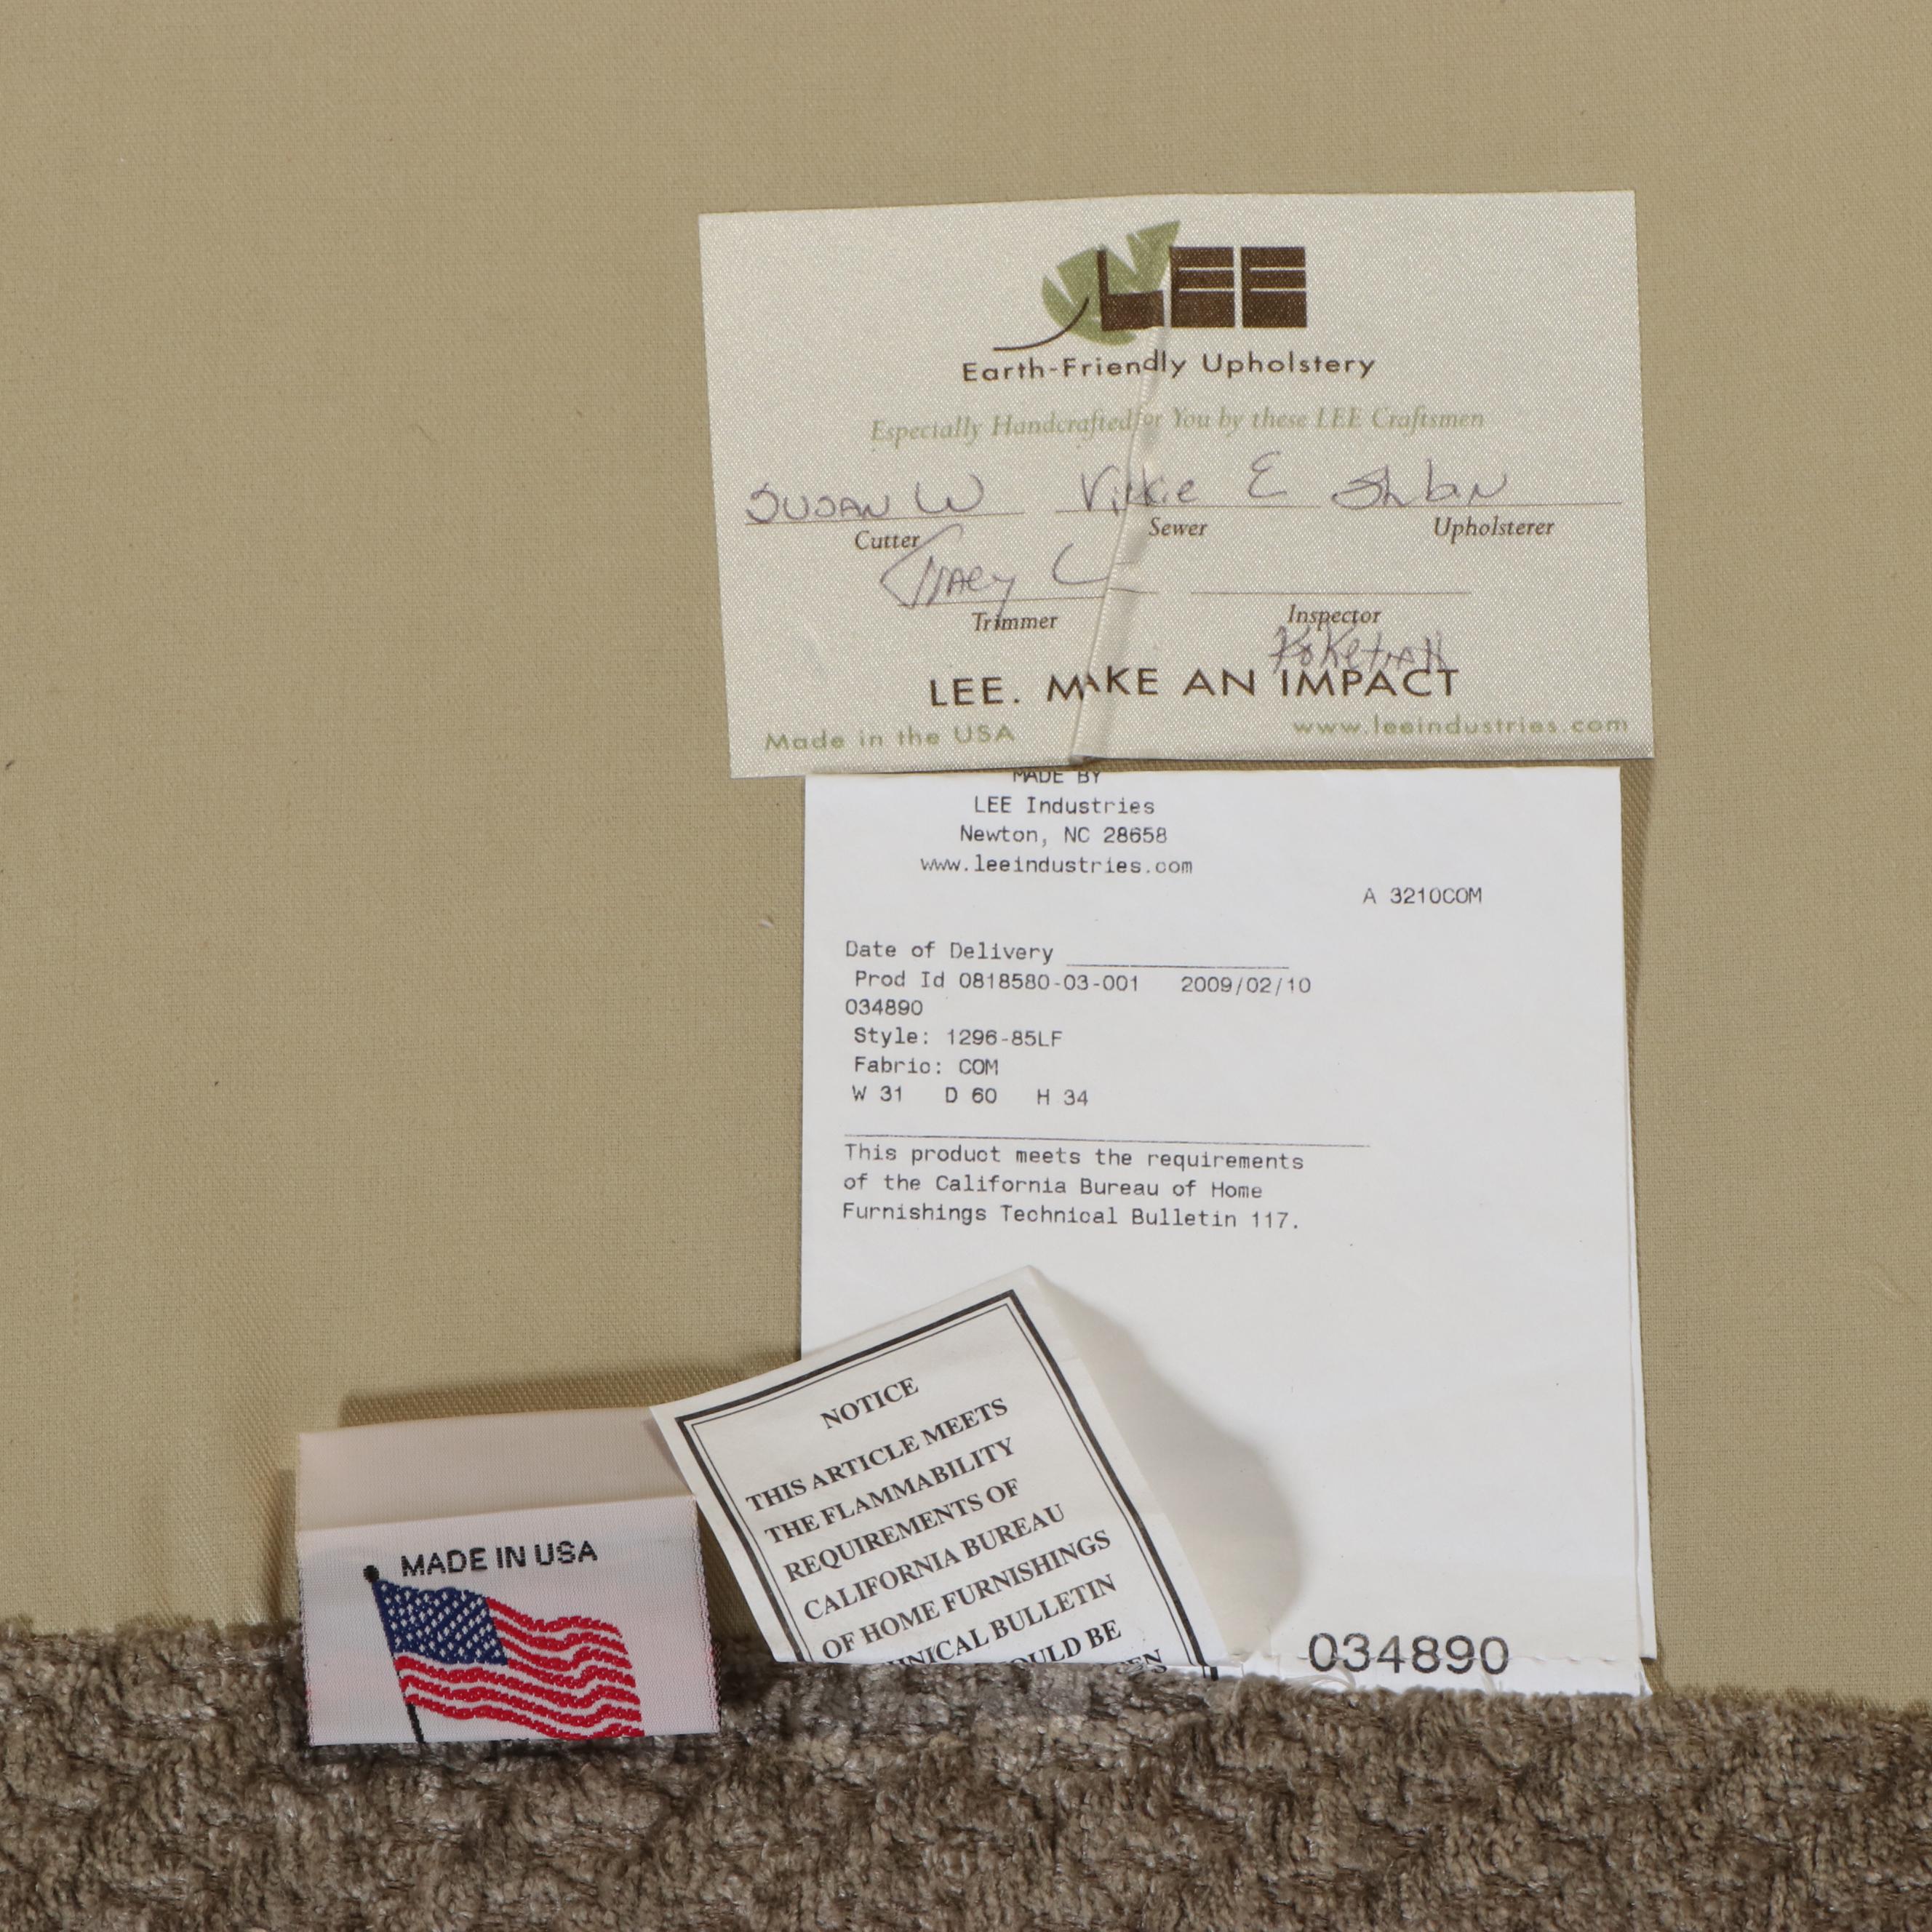 LEE
Earth-Friendly Upholstery
Especially Handcrafted for You by these LEE Craftsmen
SUSAN W Vickie E
Cutter Sewer Upholsterer
Tracy C
Trimmer Inspector
LEE. MAKE AN IMPACT
Made in the USA www.leeindustries.com
MADE BY
LEE Industries
Newton, NC 28658
www.leeindustries.com
A 3210COM
Date of Delivery
Prod Id 0818580-03-001 2009/02/10
034890
Style: 1296-85LF
Fabric: COM
W 31 D 60 H 34
This product meets the requirements
of the California Bureau of Home
Furnishings Technical Bulletin 117.
NOTICE
THIS ARTICLE MEETS
THE FLAMMABILITY
REQUIREMENTS OF
CALIFORNIA BUREAU
OF HOME FURNISHINGS
BULLETIN
BE
034890
MADE IN USA